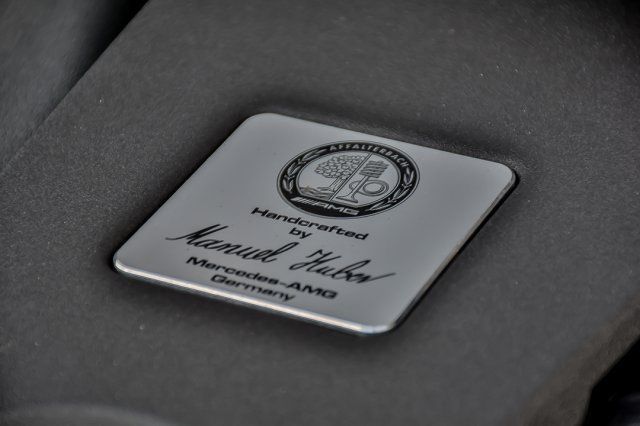 AFFALTERBACH
AMG
Handcrafted
by
Manuel Huber
Mercedes-AMG
Germany